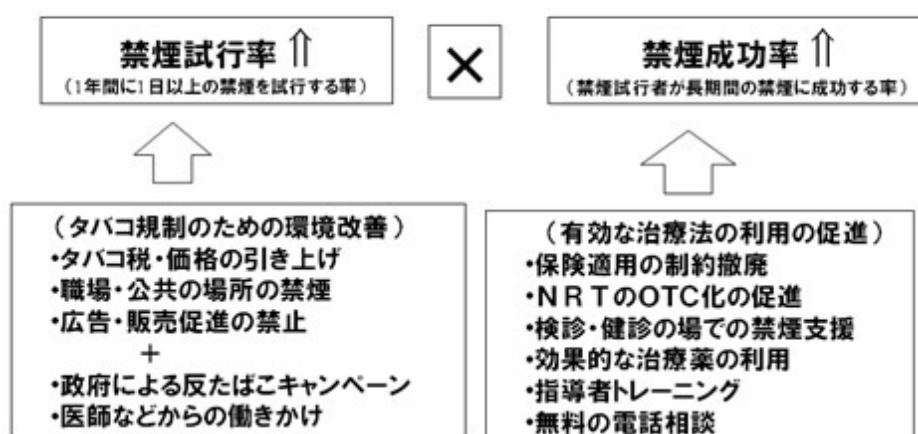 禁煙試行率⇑
(1年間に1日以上の禁煙を試行する率)
×
禁煙成功率⇑
(禁煙試行者が長期間の禁煙に成功する率)
(タバコ規制のための環境改善)
・タバコ税・価格の引き上げ
・職場・公共の場所の禁煙
・広告・販売促進の禁止
+
・政府による反たばこキャンペーン
・医師などからの働きかけ
(有効な治療法の利用の促進)
・保険適用の制約撤廃
・NRTのOTC化の促進
・検診・健診の場での禁煙支援
・効果的な治療薬の利用
・指導者トレーニング
・無料の電話相談